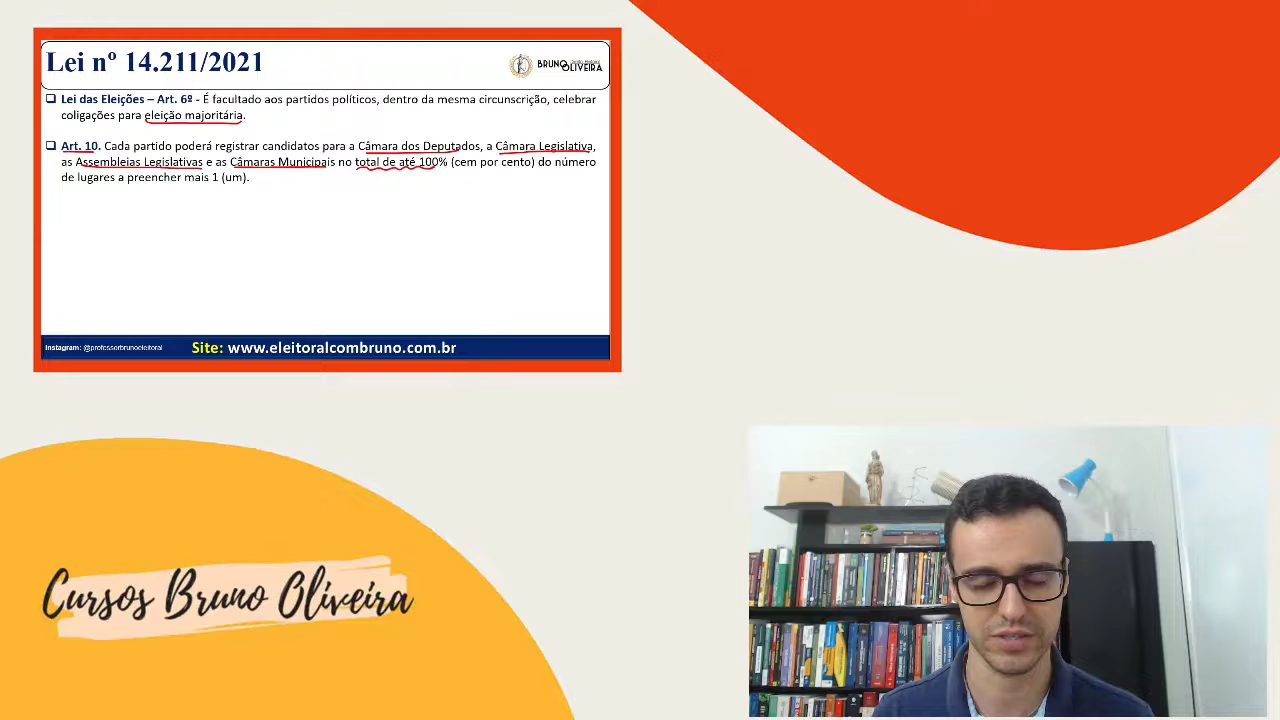 Lei nº 14.211/2021
BRUNO
OLIVEIRA
Lei das Eleições – Art. 6º - É facultado aos partidos políticos, dentro da mesma circunscrição, celebrar
coligações para eleição majoritária.
Art. 10. Cada partido poderá registrar candidatos para a Câmara dos Deputados, a Câmara Legislativa,
as Assembleias Legislativas e as Câmaras Municipais no total de até 100% (cem por cento) do número
de lugares a preencher mais 1 (um).
Instagram: @professorbrunoeleitoral
Site: www.eleitoralcombruno.com.br
Cursos Bruno Oliveira